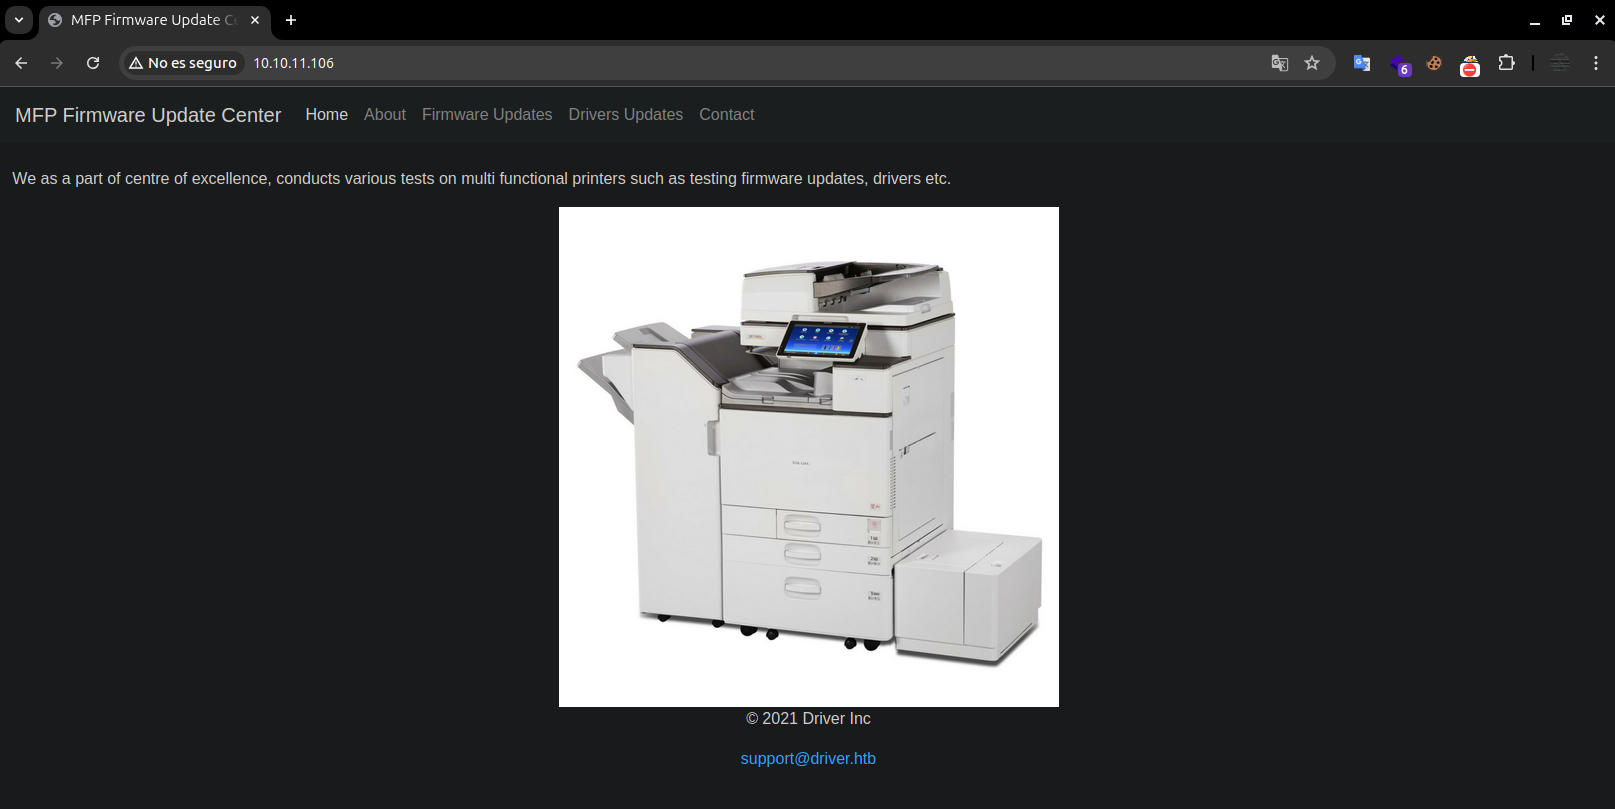 MFP Firmware Update C
No es seguro 10.10.11.106
6
MFP Firmware Update Center Home About Firmware Updates Drivers Updates Contact
We as a part of centre of excellence, conducts various tests on multi functional printers such as testing firmware updates, drivers etc.
© 2021 Driver Inc
support@driver.htb